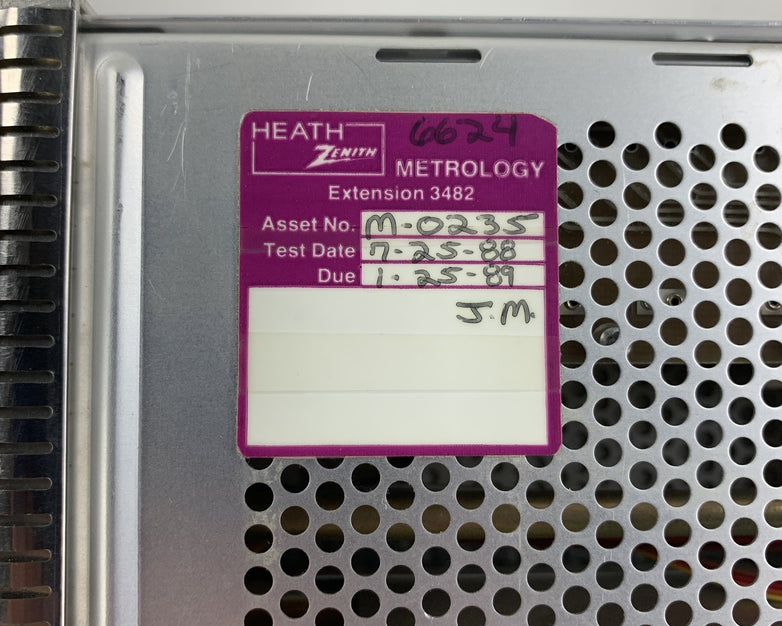 HEATH 6624
ZENITH
METROLOGY
Extension 3482
Asset No. M-0235
Test Date 7-25-88
Due 1-25-89
J.M.